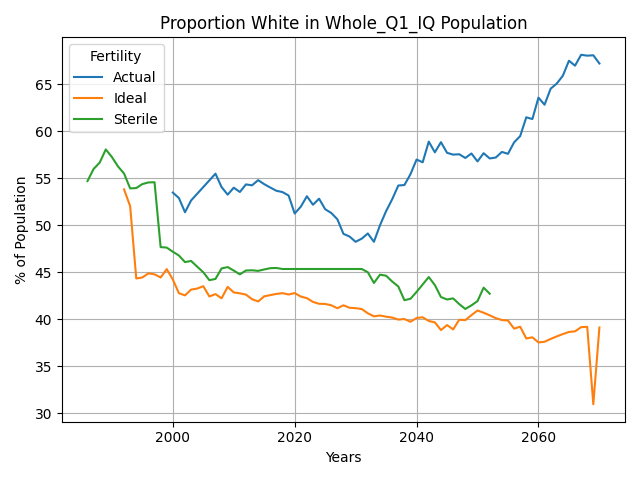 Proportion White in Whole_Q1_IQ Population
Fertility
Actual
Ideal
Sterile
% of Population
65
60
55
50
45
40
35
30
2000
2020
2040
2060
Years